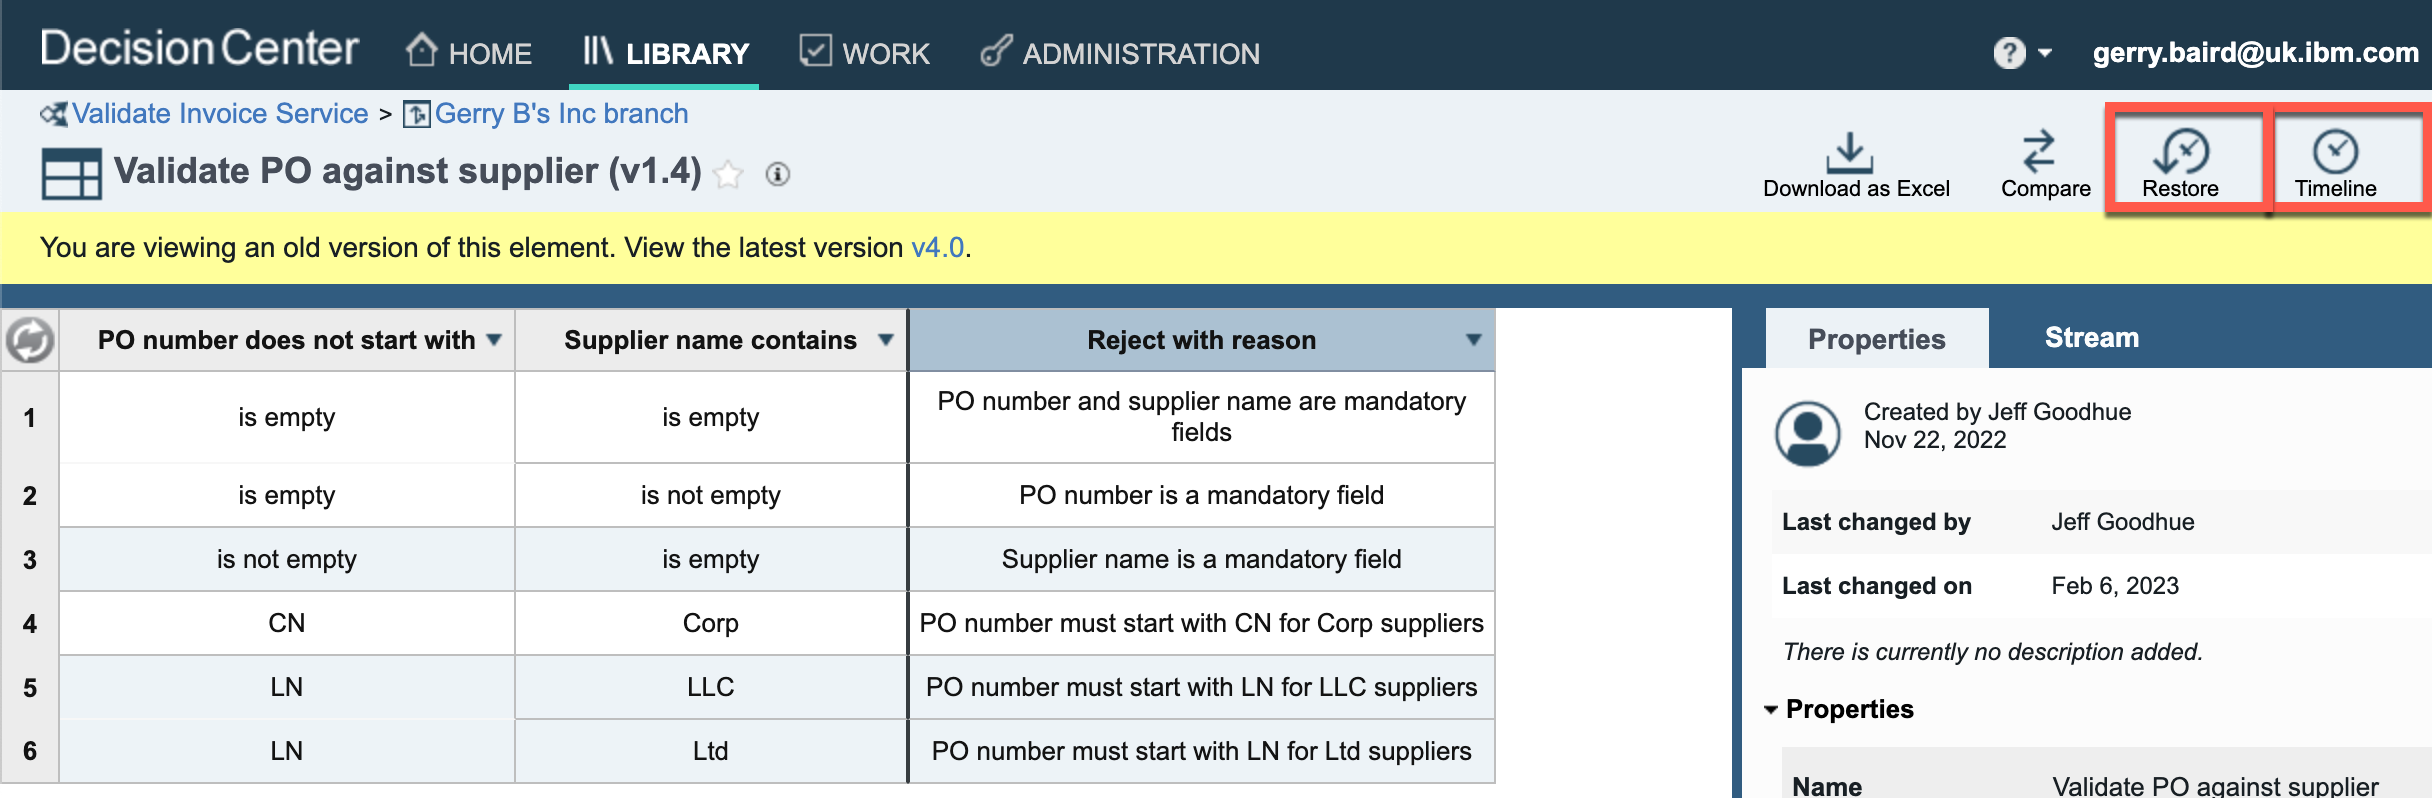 Decision Center HOME LIBRARY WORK ADMINISTRATION ? gerry.baird@uk.ibm.com
Validate Invoice Service > Gerry B's Inc branch
Validate PO against supplier (v1.4)
Download as Excel Compare Restore Timeline
You are viewing an old version of this element. View the latest version v4.0.
PO number does not start with Supplier name contains Reject with reason
1 is empty is empty PO number and supplier name are mandatory
fields
2 is empty is not empty PO number is a mandatory field
3 is not empty is empty Supplier name is a mandatory field
4 CN Corp PO number must start with CN for Corp suppliers
5 LN LLC PO number must start with LN for LLC suppliers
6 LN Ltd PO number must start with LN for Ltd suppliers
Properties Stream
Created by Jeff Goodhue
Nov 22, 2022
Last changed by Jeff Goodhue
Last changed on Feb 6, 2023
There is currently no description added.
Properties
Name Validate PO against supplier